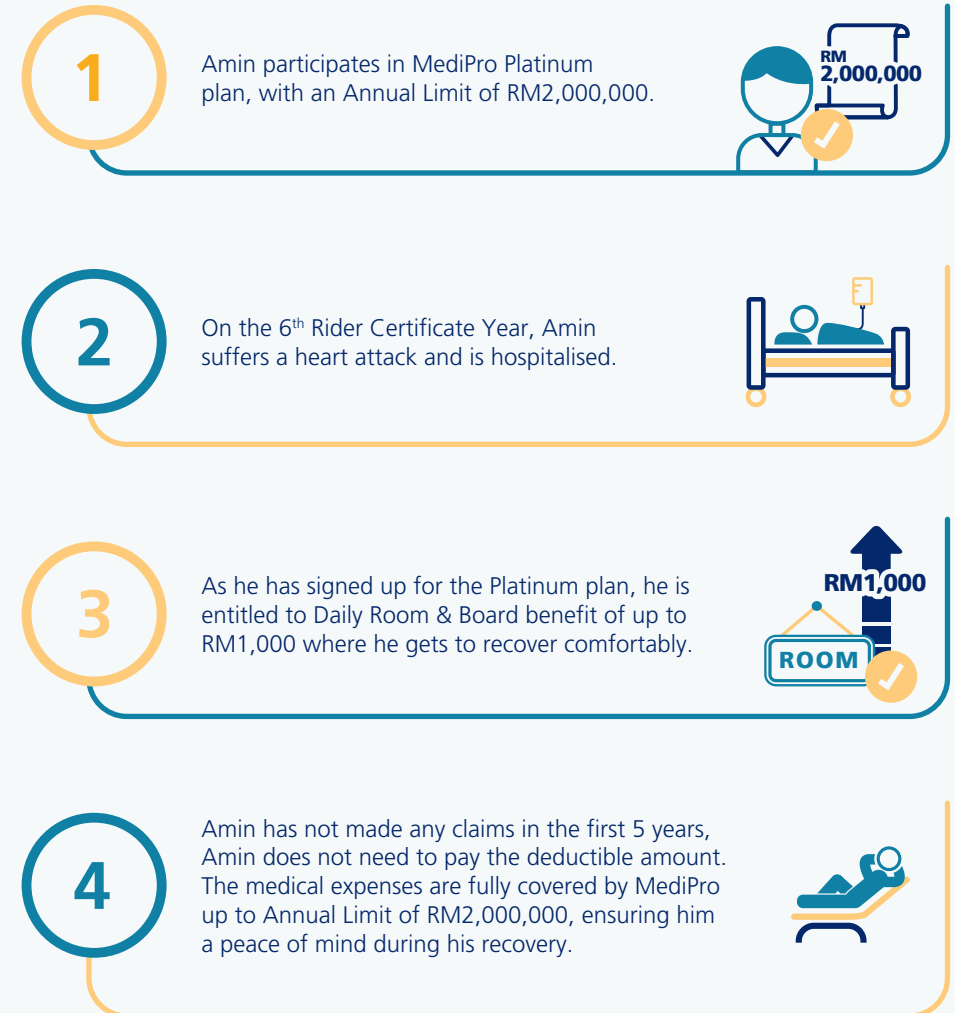 1
Amin participates in MediPro Platinum
plan, with an Annual Limit of RM2,000,000.
RM
2,000,000
2
On the 6th Rider Certificate Year, Amin
suffers a heart attack and is hospitalised.
3
As he has signed up for the Platinum plan, he is
entitled to Daily Room & Board benefit of up to
RM1,000 where he gets to recover comfortably.
RM1,000
ROOM
4
Amin has not made any claims in the first 5 years,
Amin does not need to pay the deductible amount.
The medical expenses are fully covered by MediPro
up to Annual Limit of RM2,000,000, ensuring him
a peace of mind during his recovery.